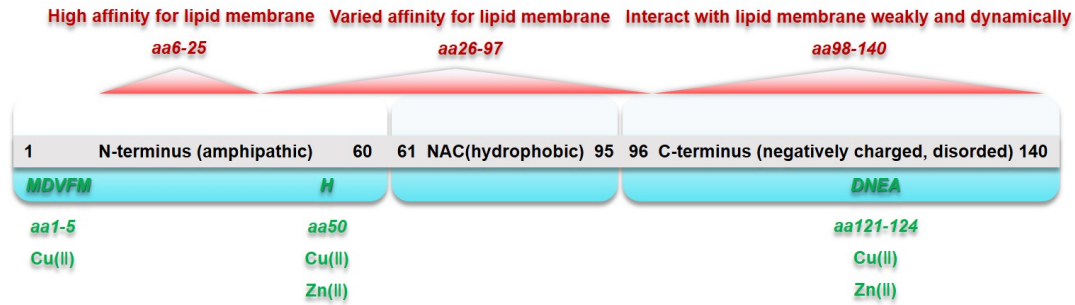 High affinity for lipid membrane Varied affinity for lipid membrane Interact with lipid membrane weakly and dynamically
aa6-25 aa26-97 aa98-140
1 N-terminus (amphipathic) 60 61 NAC(hydrophobic) 95 96 C-terminus (negatively charged, disorded) 140
MDVFM H DNEA
aa1-5 aa50 aa121-124
Cu(II) Cu(II) Cu(II)
Zn(II) Zn(II)